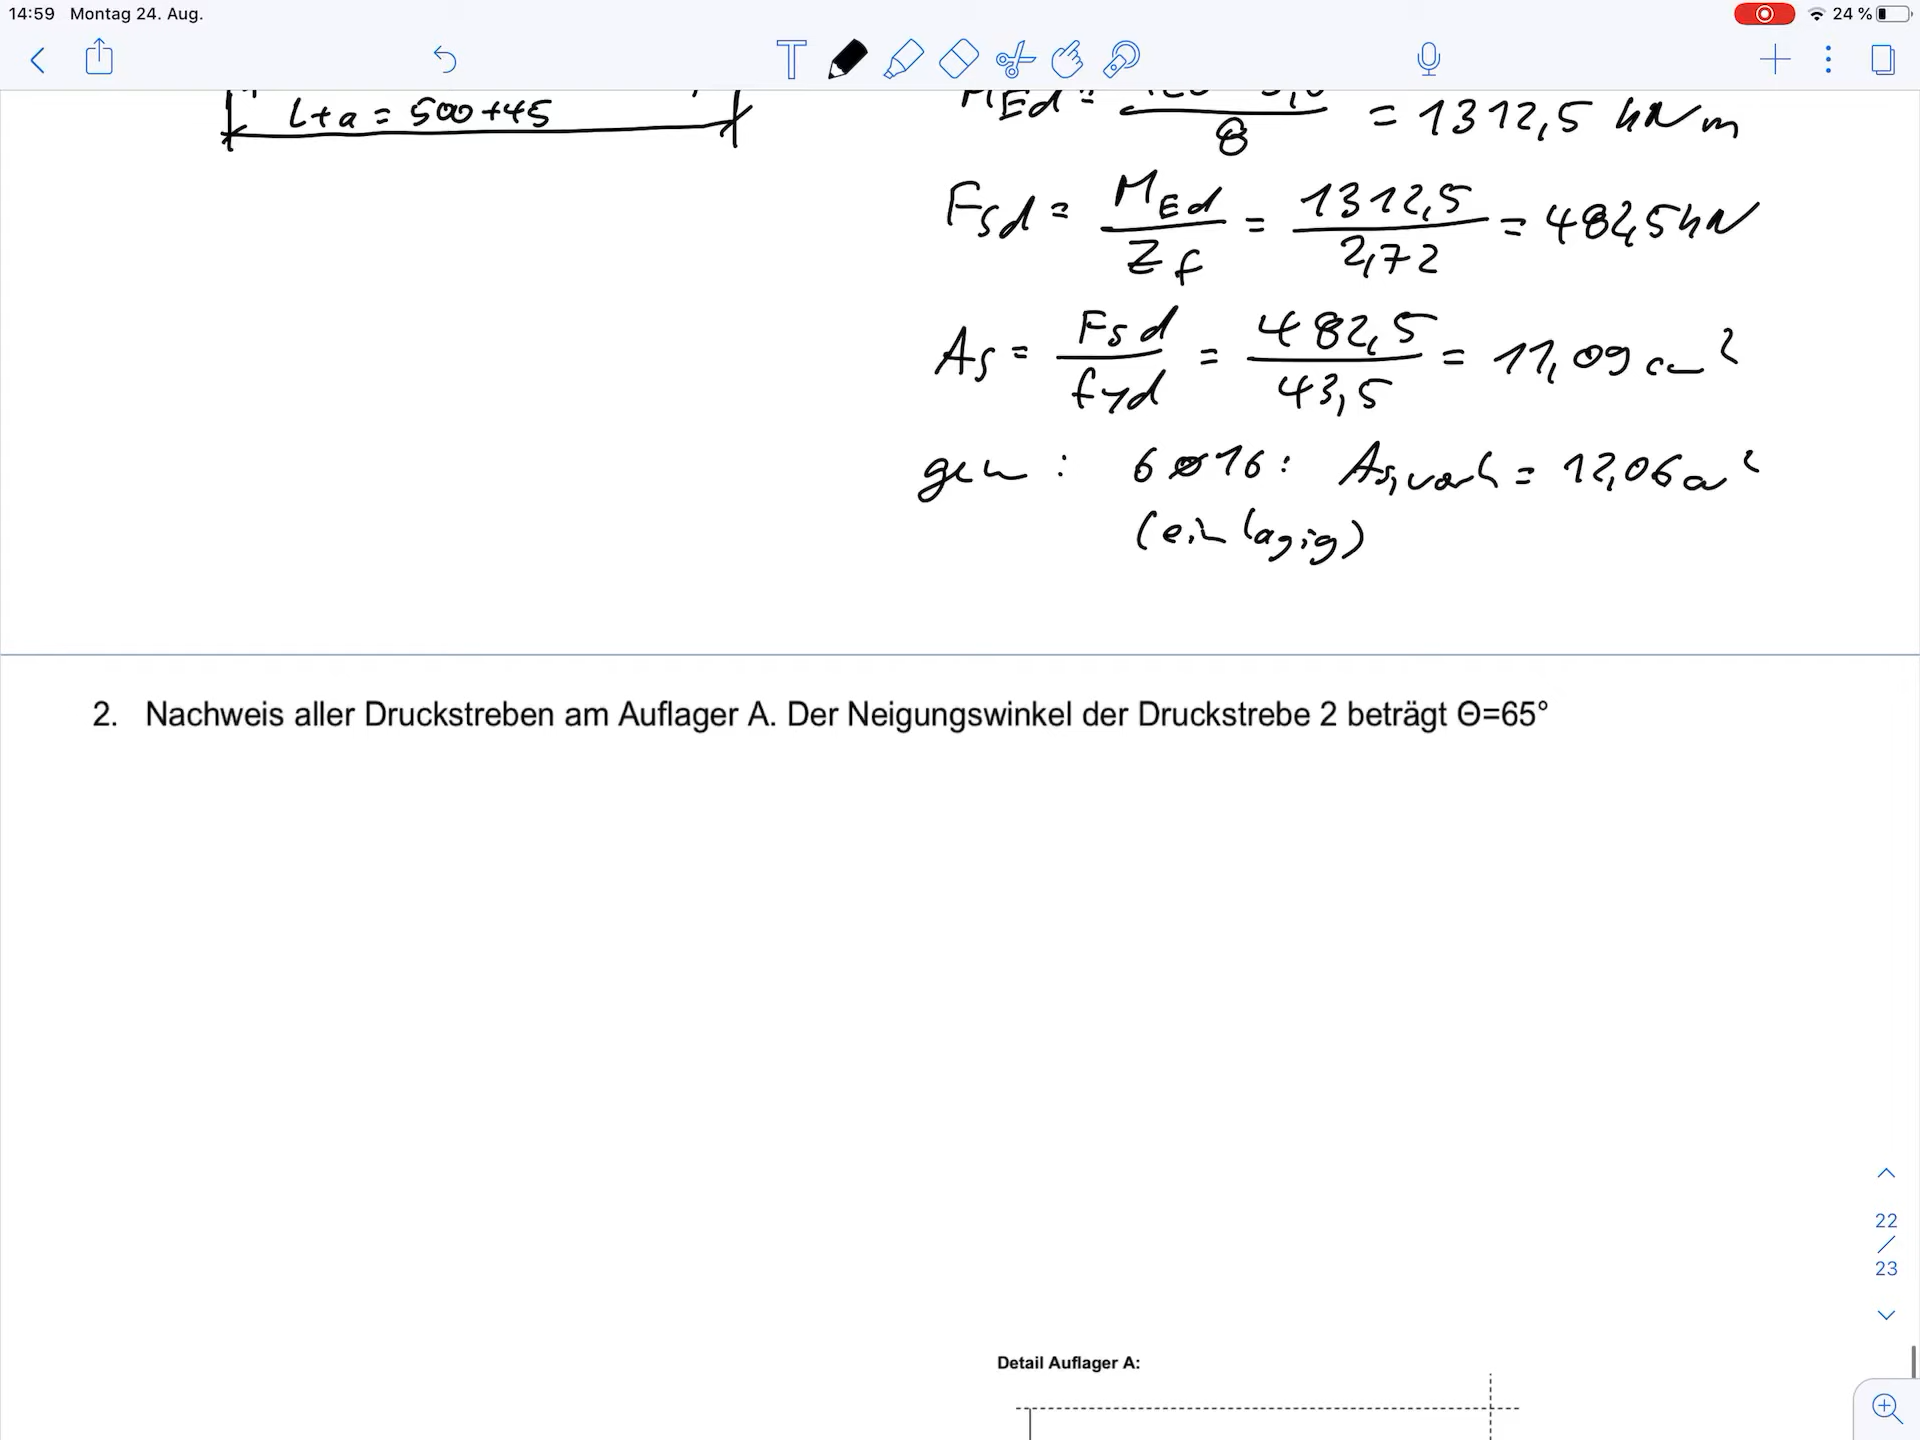 14:59 Montag 24. Aug.
24 %
L+a = 500+45
MEd = / 8 = 1312,5 kNm
Fsd = MEd / Zf = 1312,5 / 2,72 = 482,5 kN
As = Fsd / fyd = 482,5 / 43,5 = 11,09 cm²
gew : 6 ø 16 : As,vorh = 12,06 cm²
(einlagig)
2. Nachweis aller Druckstreben am Auflager A. Der Neigungswinkel der Druckstrebe 2 beträgt Θ=65°
22
/
23
Detail Auflager A: